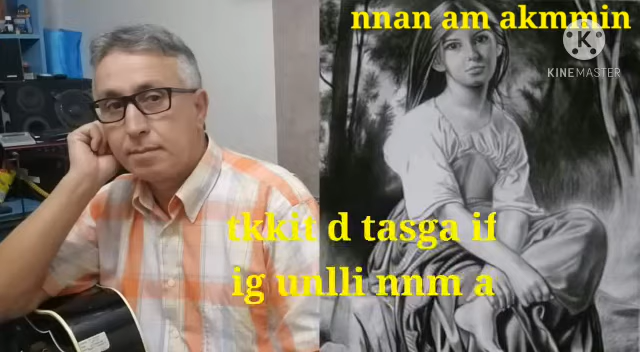 nnan am akmmin
KINEMASTER
tkkit d tasga if
ig unlli nnm a